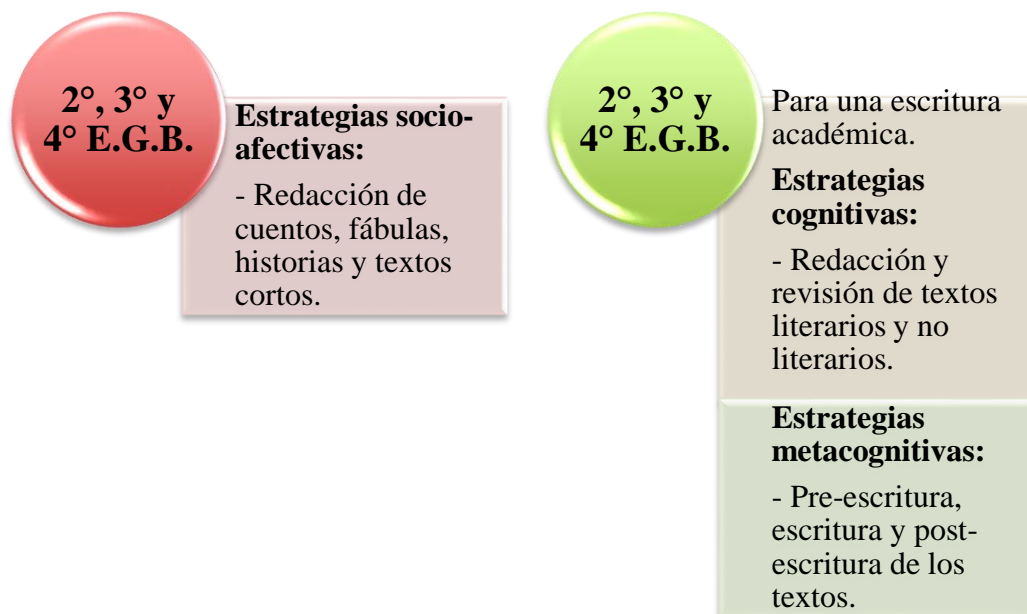 2°, 3° y
4° E.G.B.
Estrategias socio-
afectivas:
- Redacción de
cuentos, fábulas,
historias y textos
cortos.
2°, 3° y
4° E.G.B.
Para una escritura
académica.
Estrategias
cognitivas:
- Redacción y
revisión de textos
literarios y no
literarios.
Estrategias
metacognitivas:
- Pre-escritura,
escritura y post-
escritura de los
textos.